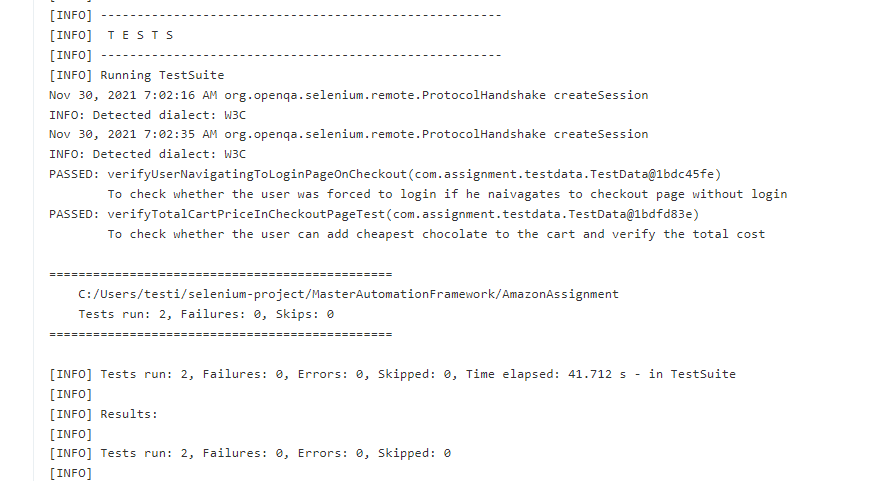 [INFO] -------------------------------------------------------
[INFO]  T E S T S
[INFO] -------------------------------------------------------
[INFO] Running TestSuite
Nov 30, 2021 7:02:16 AM org.openqa.selenium.remote.ProtocolHandshake createSession
INFO: Detected dialect: W3C
Nov 30, 2021 7:02:35 AM org.openqa.selenium.remote.ProtocolHandshake createSession
INFO: Detected dialect: W3C
PASSED: verifyUserNavigatingToLoginPageOnCheckout(com.assignment.testdata.TestData@1bdc45fe)
        To check whether the user was forced to login if he naivagates to checkout page without login
PASSED: verifyTotalCartPriceInCheckoutPageTest(com.assignment.testdata.TestData@1bdfd83e)
        To check whether the user can add cheapest chocolate to the cart and verify the total cost
===============================================
    C:/Users/testi/selenium-project/MasterAutomationFramework/AmazonAssignment
    Tests run: 2, Failures: 0, Skips: 0
===============================================
[INFO] Tests run: 2, Failures: 0, Errors: 0, Skipped: 0, Time elapsed: 41.712 s - in TestSuite
[INFO]
[INFO] Results:
[INFO]
[INFO] Tests run: 2, Failures: 0, Errors: 0, Skipped: 0
[INFO]